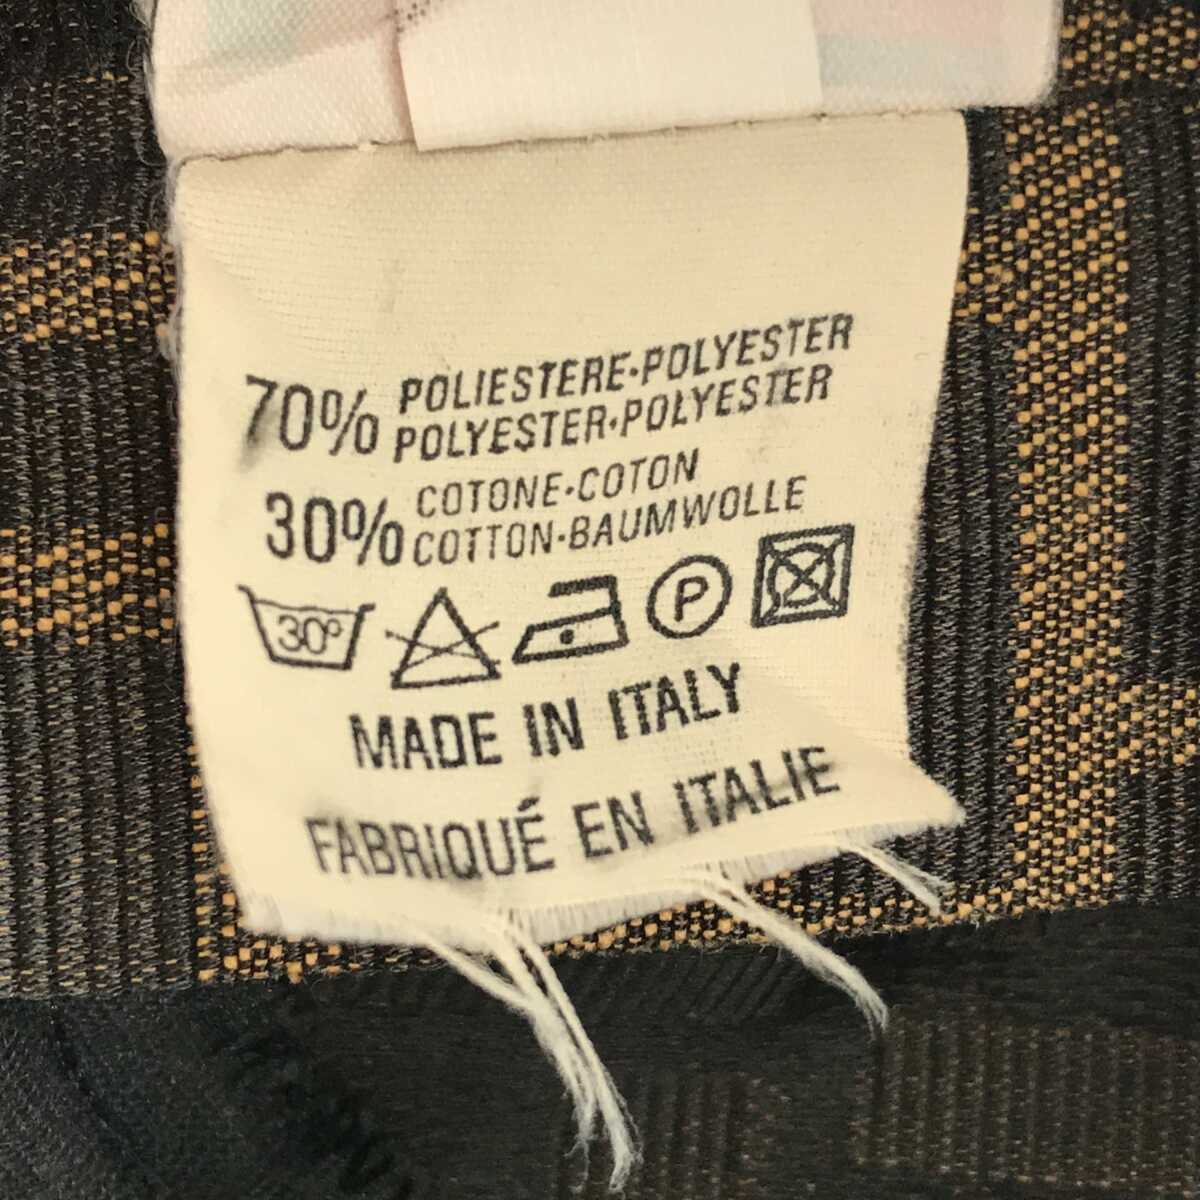 70% POLIESTERE·POLYESTER
POLYESTER·POLYESTER
30% COTONE·COTON
COTTON·BAUMWOLLE
30° P
MADE IN ITALY
FABRIQUÉ EN ITALIE